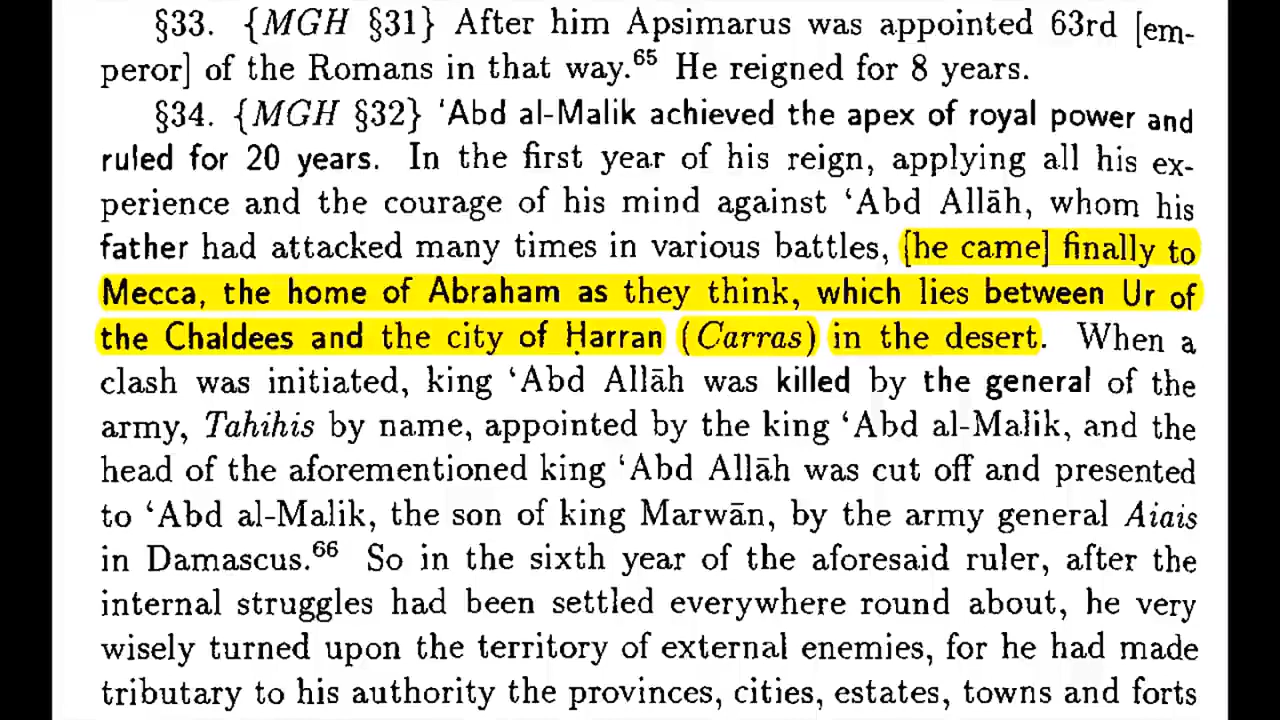 §33. {MGH §31} After him Apsimarus was appointed 63rd [em-
peror] of the Romans in that way.65 He reigned for 8 years.
§34. {MGH §32} ‘Abd al-Malik achieved the apex of royal power and
ruled for 20 years. In the first year of his reign, applying all his ex-
perience and the courage of his mind against ‘Abd Allāh, whom his
father had attacked many times in various battles, [he came] finally to
Mecca, the home of Abraham as they think, which lies between Ur of
the Chaldees and the city of Ḥarran (Carras) in the desert. When a
clash was initiated, king ‘Abd Allāh was killed by the general of the
army, Tahihis by name, appointed by the king ‘Abd al-Malik, and the
head of the aforementioned king ‘Abd Allāh was cut off and presented
to ‘Abd al-Malik, the son of king Marwān, by the army general Aiais
in Damascus.66 So in the sixth year of the aforesaid ruler, after the
internal struggles had been settled everywhere round about, he very
wisely turned upon the territory of external enemies, for he had made
tributary to his authority the provinces, cities, estates, towns and forts